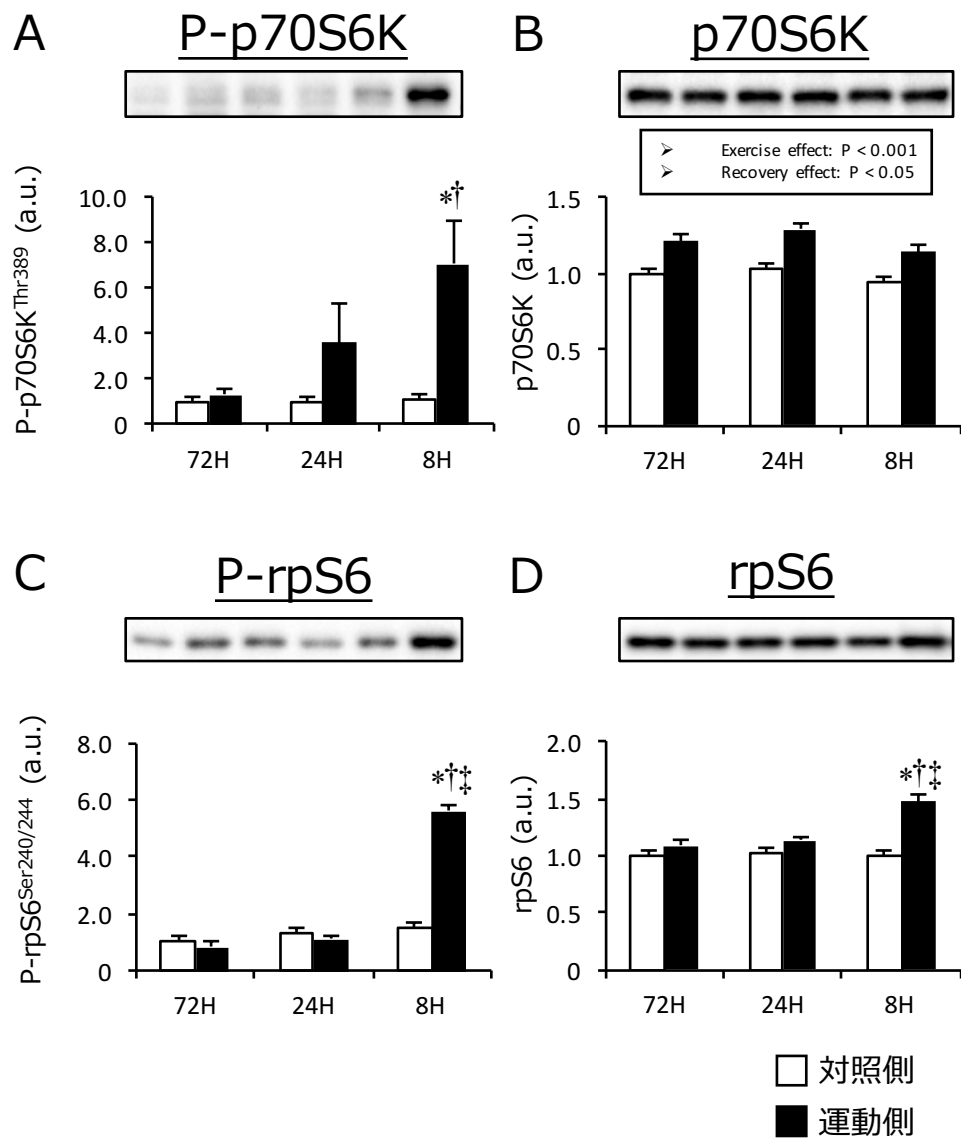 A
P-p70S6K
P-p70S6K^Thr389 (a.u.)
10.0
8.0
6.0
4.0
2.0
0
*†
72H
24H
8H
B
p70S6K
➢ Exercise effect: P < 0.001
➢ Recovery effect: P < 0.05
p70S6K (a.u.)
1.5
1.0
0.5
0
72H
24H
8H
C
P-rpS6
P-rpS6^Ser240/244 (a.u.)
8.0
6.0
4.0
2.0
0
*†‡
72H
24H
8H
D
rpS6
rpS6 (a.u.)
2.0
1.5
1.0
0.5
0
*†‡
72H
24H
8H
対照側
運動側